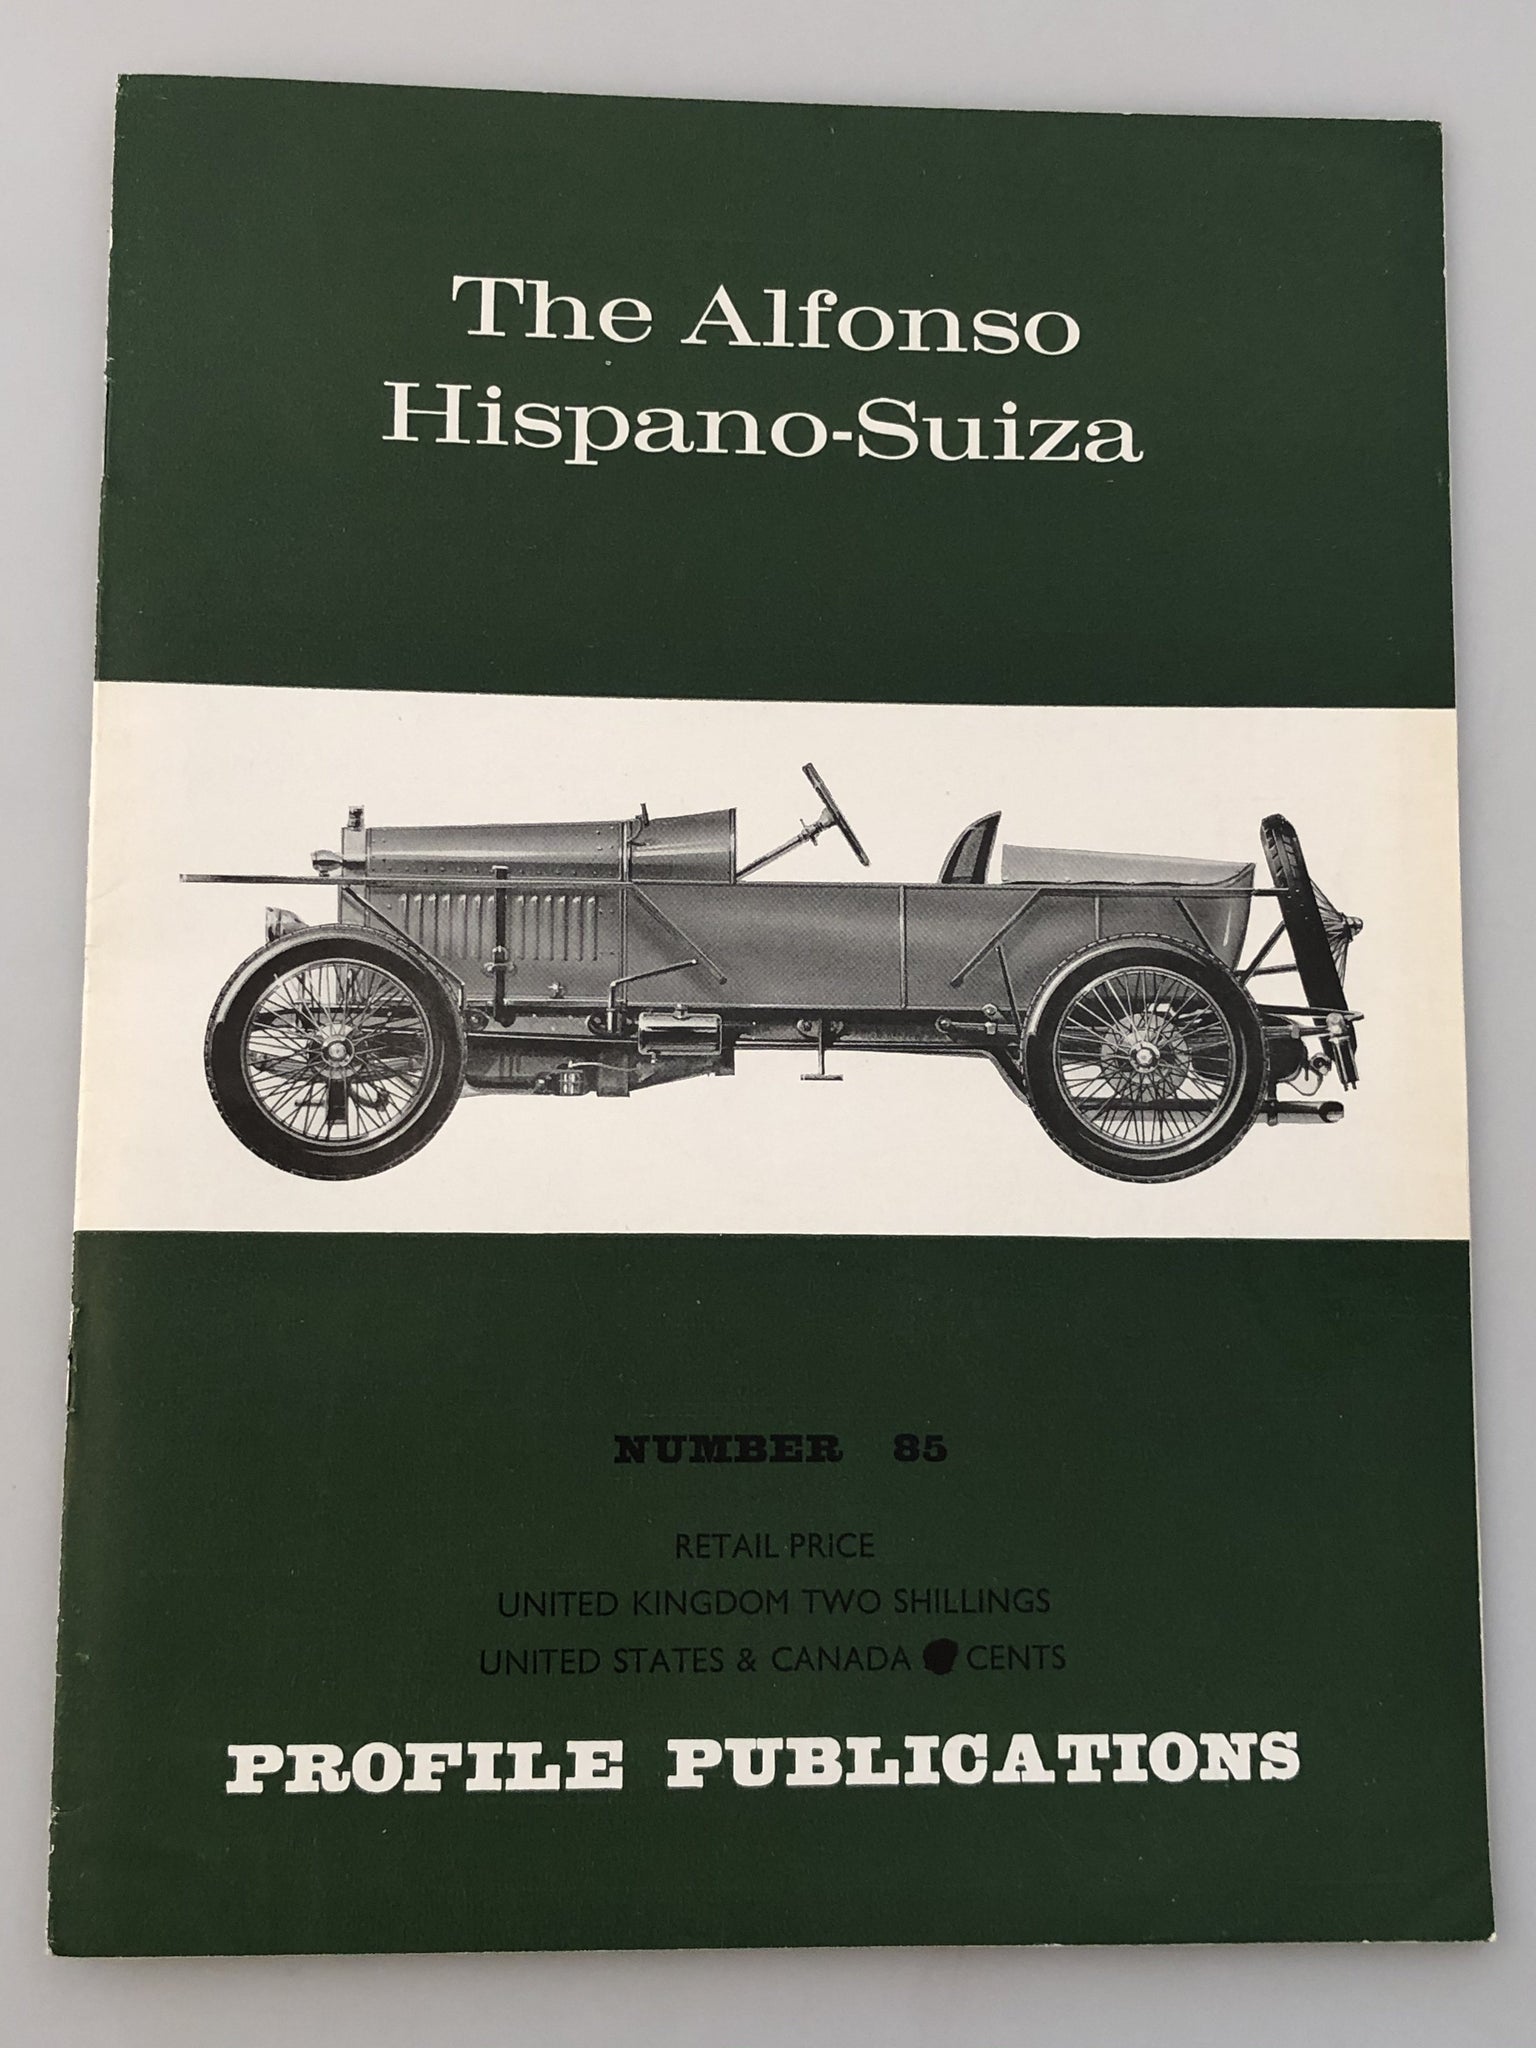 The Alfonso
Hispano-Suiza
NUMBER 85
RETAIL PRICE
UNITED KINGDOM TWO SHILLINGS
UNITED STATES & CANADA CENTS
PROFILE PUBLICATIONS